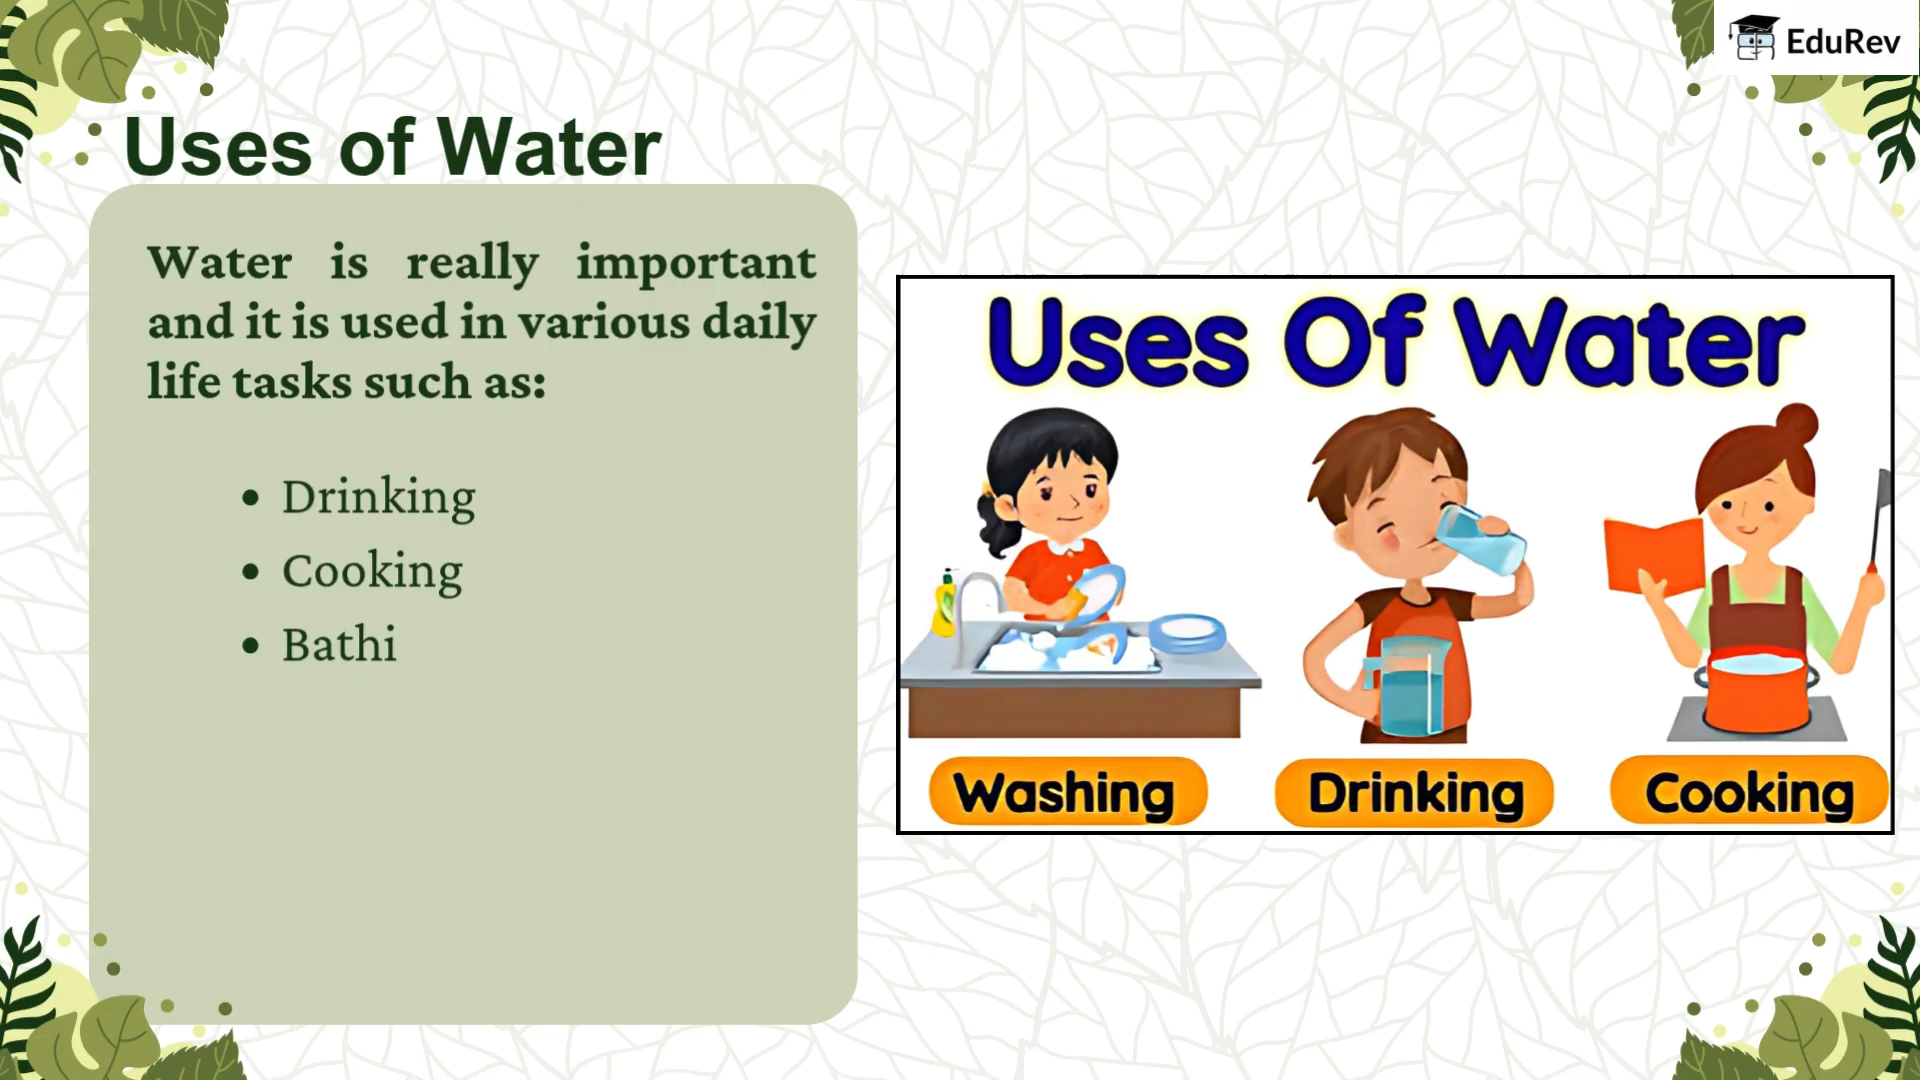 EduRev
Uses of Water
Water is really important
and it is used in various daily
life tasks such as:
• Drinking
• Cooking
• Bathi
Uses Of Water
Washing
Drinking
Cooking